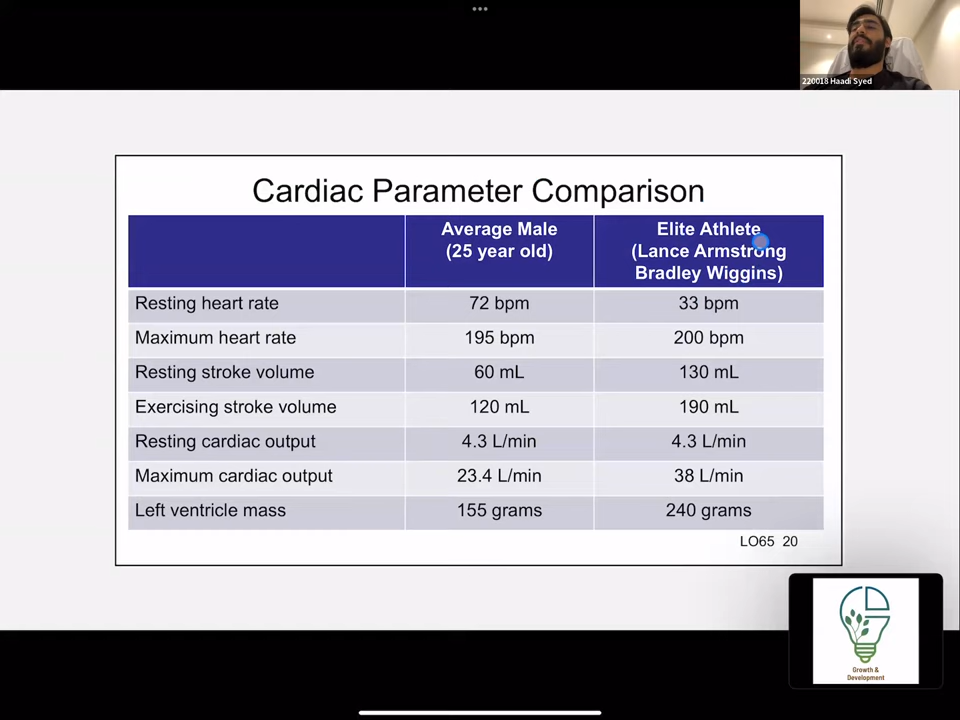 220018 Haadi Syed
Cardiac Parameter Comparison
Average Male
(25 year old)
Elite Athlete
(Lance Armstrong
Bradley Wiggins)
Resting heart rate 72 bpm 33 bpm
Maximum heart rate 195 bpm 200 bpm
Resting stroke volume 60 mL 130 mL
Exercising stroke volume 120 mL 190 mL
Resting cardiac output 4.3 L/min 4.3 L/min
Maximum cardiac output 23.4 L/min 38 L/min
Left ventricle mass 155 grams 240 grams
LO65 20
Growth &
Development